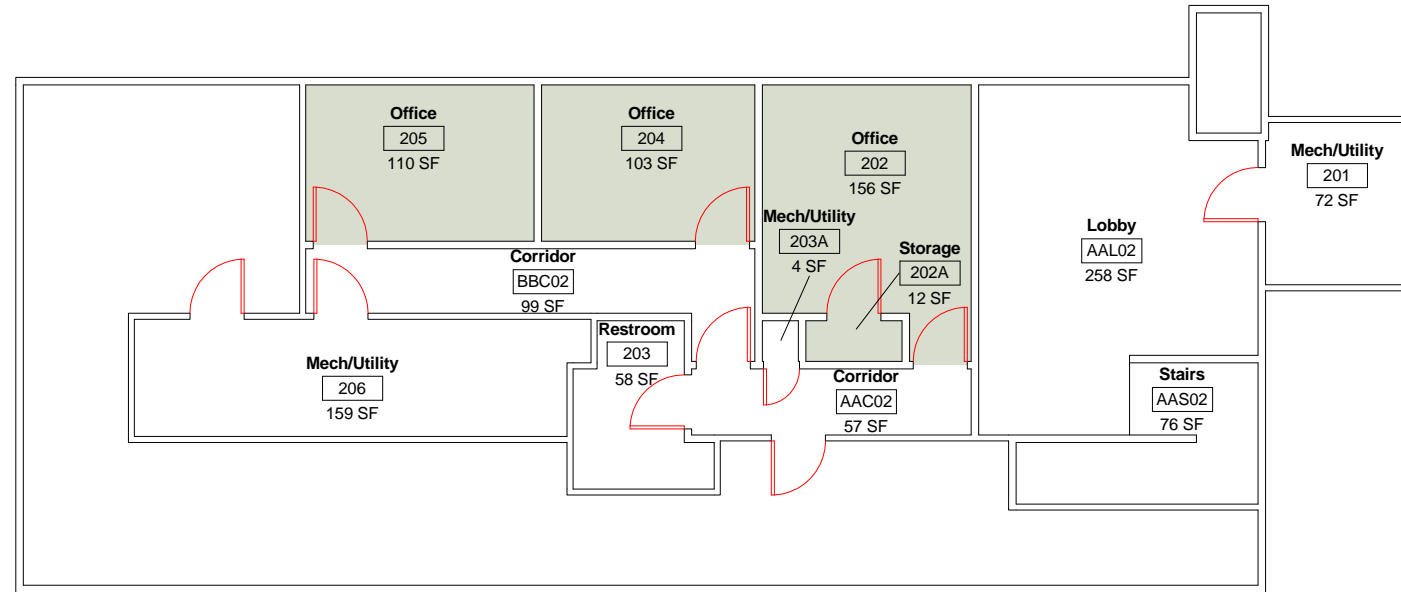 Office
205
110 SF
Office
204
103 SF
Office
202
156 SF
Mech/Utility
201
72 SF
Mech/Utility
203A
4 SF
Storage
202A
12 SF
Lobby
AAL02
258 SF
Corridor
BBC02
99 SF
Restroom
203
58 SF
Mech/Utility
206
159 SF
Corridor
AAC02
57 SF
Stairs
AAS02
76 SF